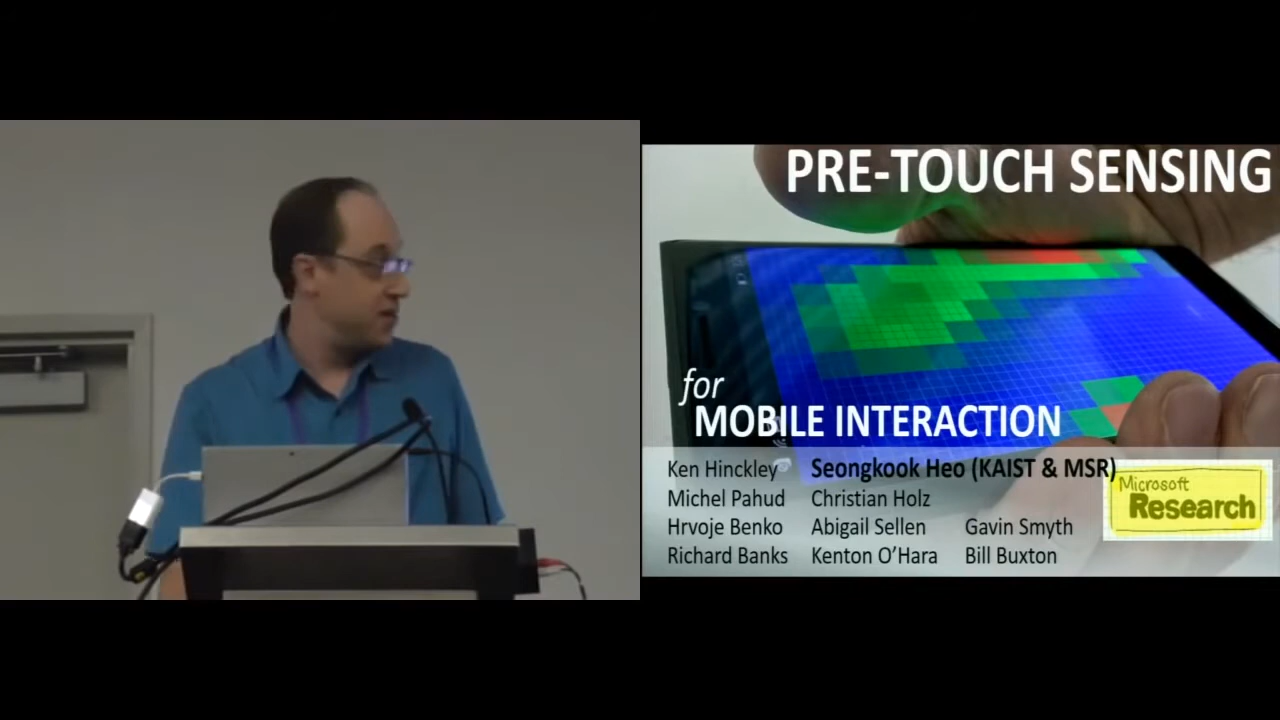 PRE-TOUCH SENSING
for
MOBILE INTERACTION
Ken Hinckley Seongkook Heo (KAIST & MSR)
Michel Pahud Christian Holz
Hrvoje Benko Abigail Sellen Gavin Smyth
Richard Banks Kenton O'Hara Bill Buxton
Microsoft
Research